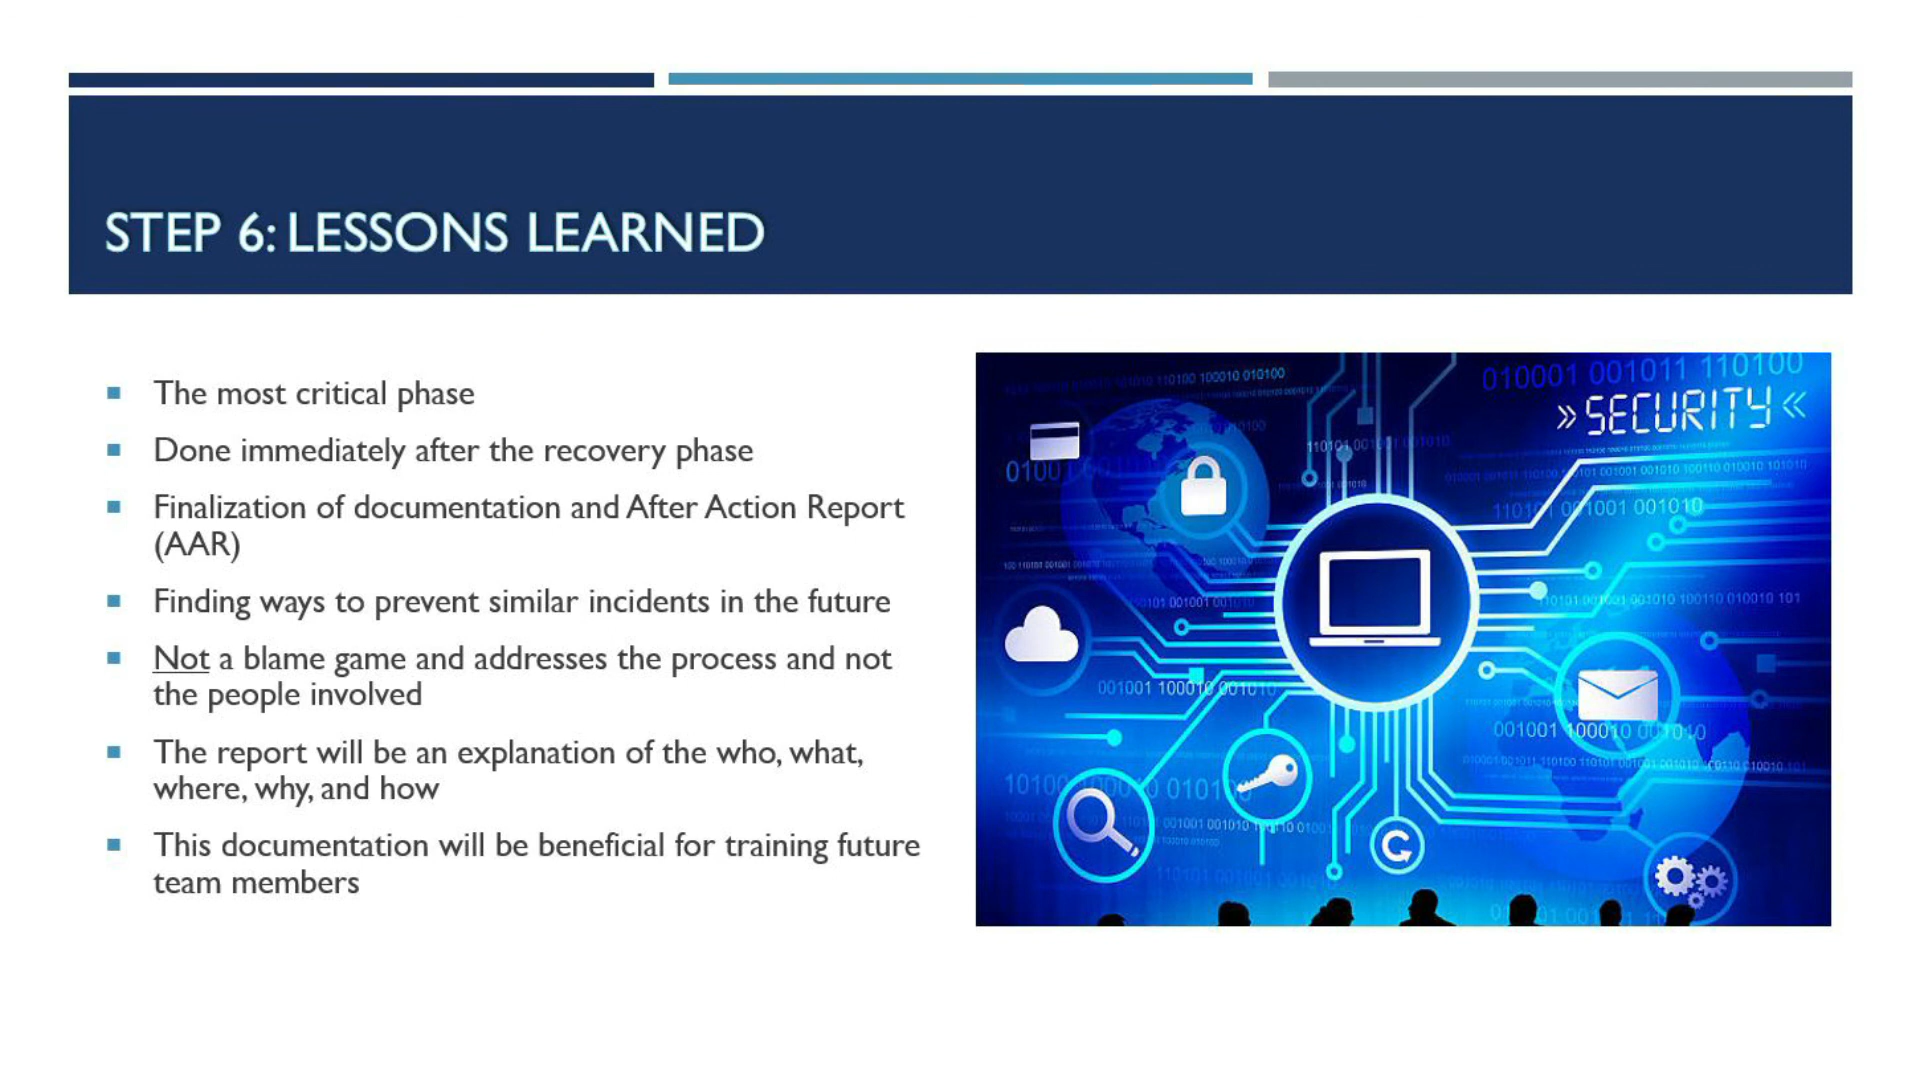 STEP 6: LESSONS LEARNED
The most critical phase
Done immediately after the recovery phase
Finalization of documentation and After Action Report
(AAR)
Finding ways to prevent similar incidents in the future
Not a blame game and addresses the process and not
the people involved
The report will be an explanation of the who, what,
where, why, and how
This documentation will be beneficial for training future
team members
010001 001011 110100
» SECURITY «
001001 100010 001010